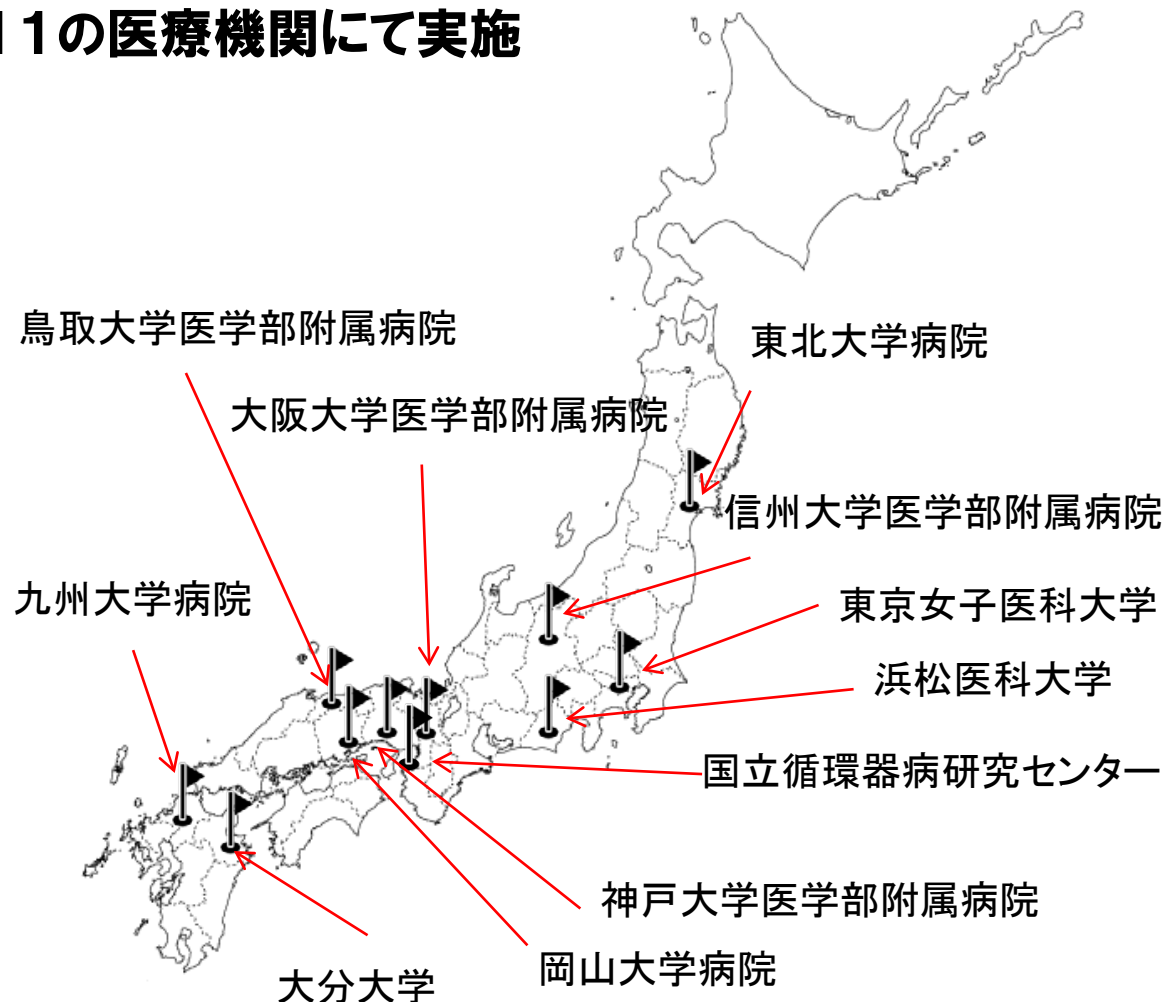 11の医療機関にて実施
鳥取大学医学部附属病院
東北大学病院
大阪大学医学部附属病院
信州大学医学部附属病院
九州大学病院
東京女子医科大学
浜松医科大学
国立循環器病研究センター
神戸大学医学部附属病院
岡山大学病院
大分大学